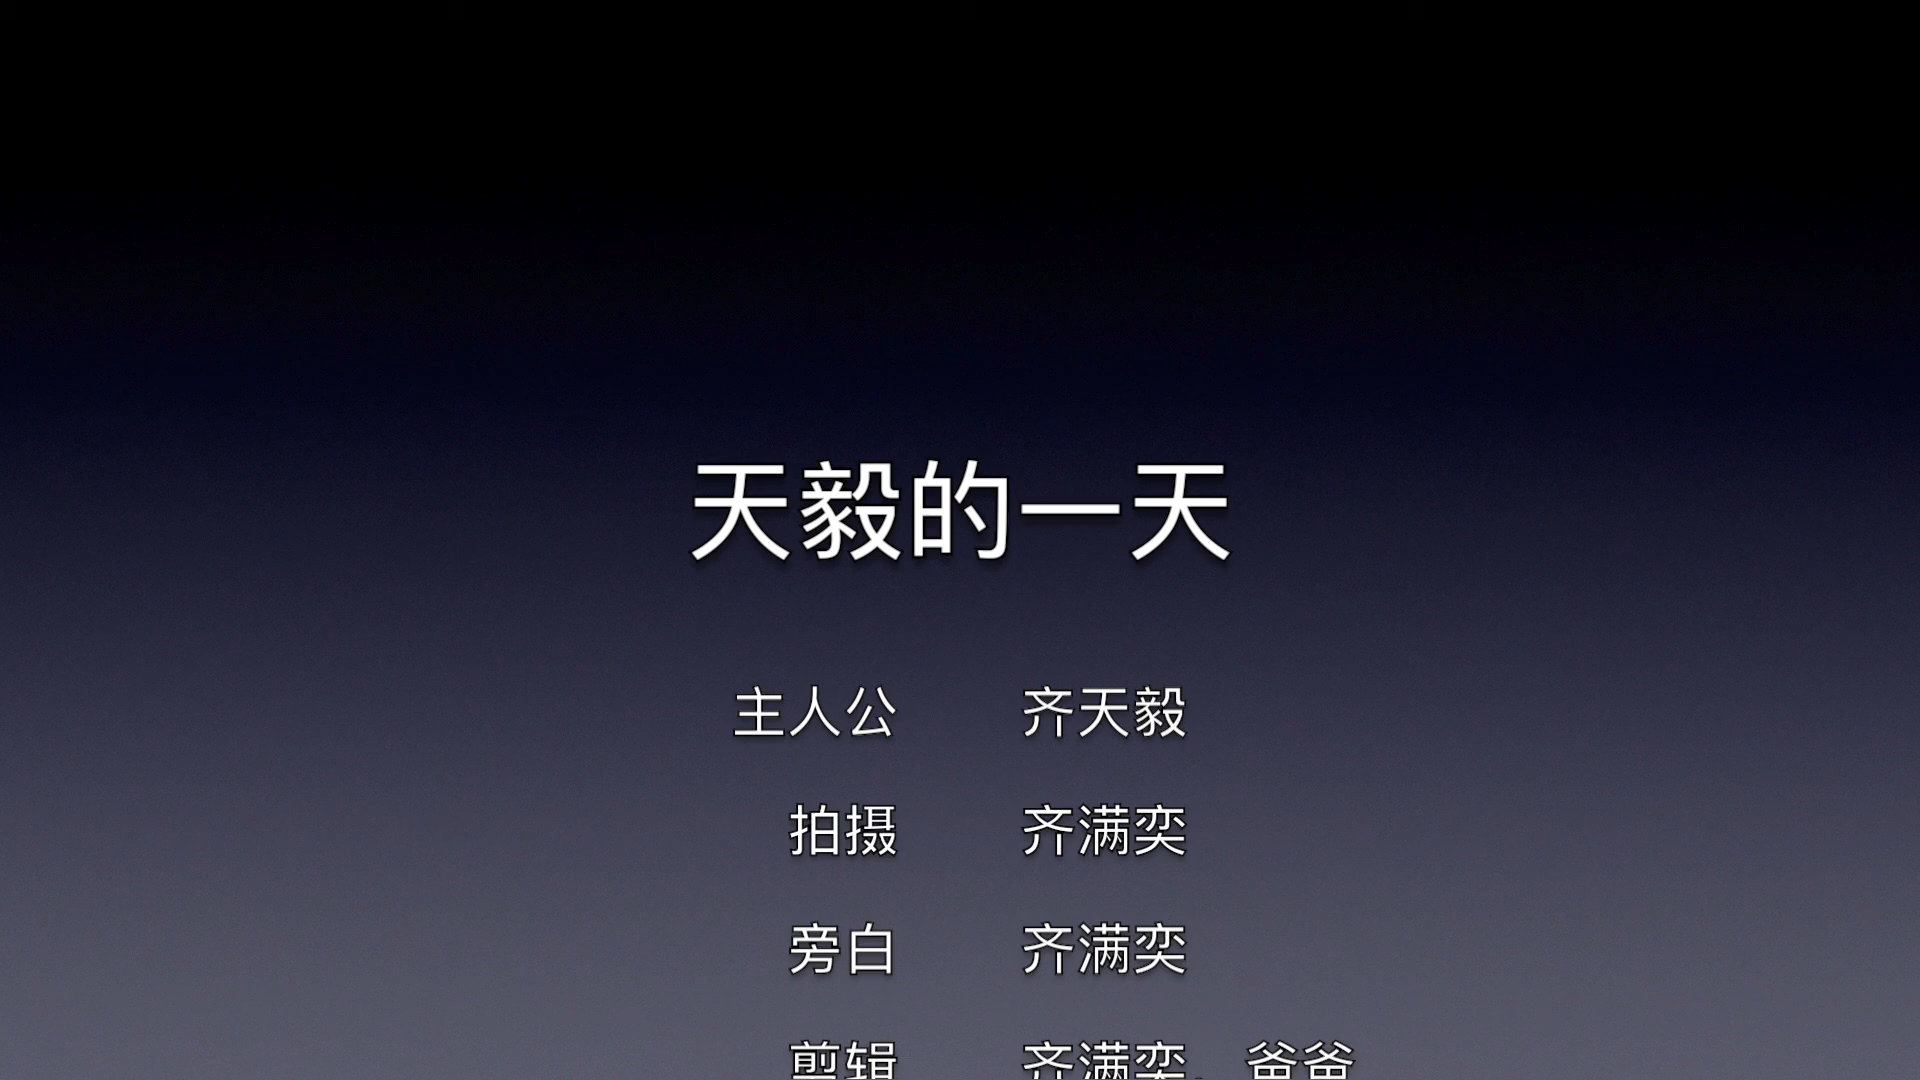 天毅的一天
主人公 齐天毅
拍摄 齐满奕
旁白 齐满奕
剪辑 齐满奕、爸爸